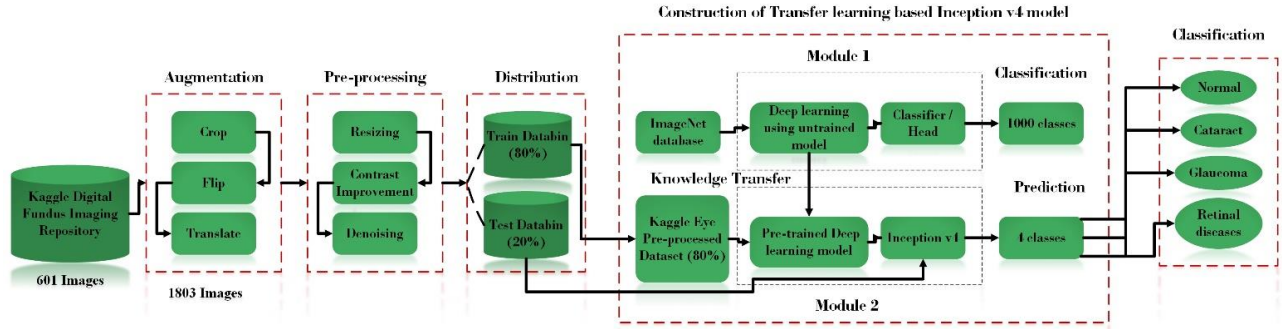 Construction of Transfer learning based Inception v4 model
Kaggle Digital
Fundus Imaging
Repository
601 Images
Augmentation
Crop
Flip
Translate
1803 Images
Pre-processing
Resizing
Contrast
Improvement
Denoising
Distribution
Train Databin
(80%)
Test Databin
(20%)
Module 1
ImageNet
database
Deep learning
using untrained
model
Classifier /
Head
Classification
1000 classes
Knowledge Transfer
Kaggle Eye
Pre-processed
Dataset (80%)
Pre-trained Deep
learning model
Inception v4
Prediction
4 classes
Module 2
Classification
Normal
Cataract
Glaucoma
Retinal
diseases